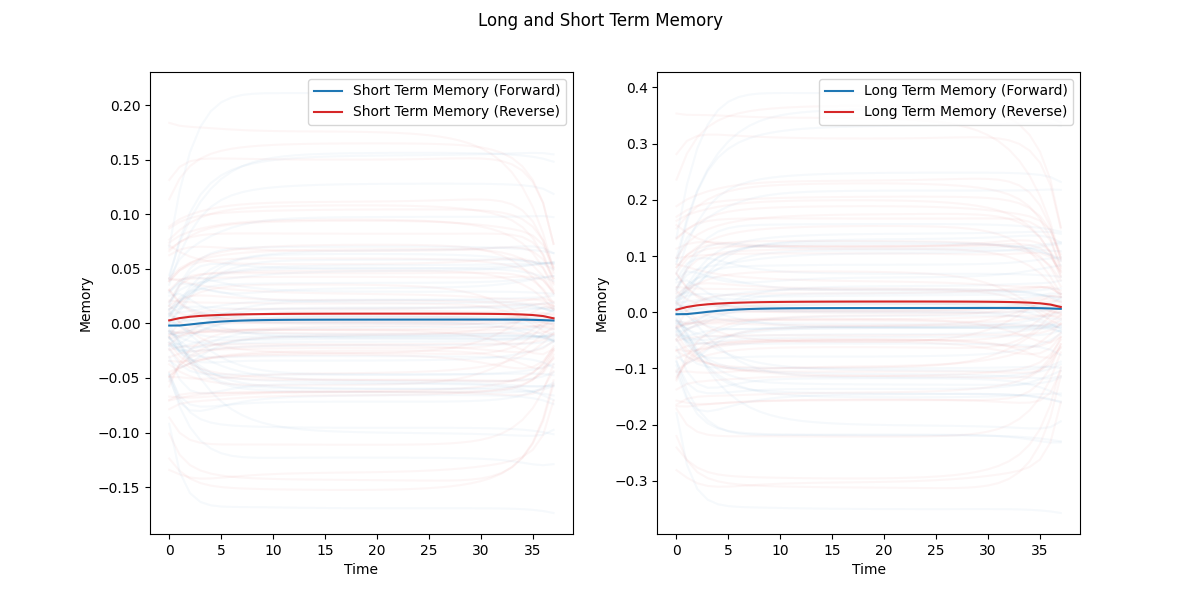 Long and Short Term Memory
Short Term Memory (Forward)
Short Term Memory (Reverse)
0.20
0.15
0.10
0.05
0.00
−0.05
−0.10
−0.15
Memory
0 5 10 15 20 25 30 35
Time
Long Term Memory (Forward)
Long Term Memory (Reverse)
0.4
0.3
0.2
0.1
0.0
−0.1
−0.2
−0.3
Memory
0 5 10 15 20 25 30 35
Time